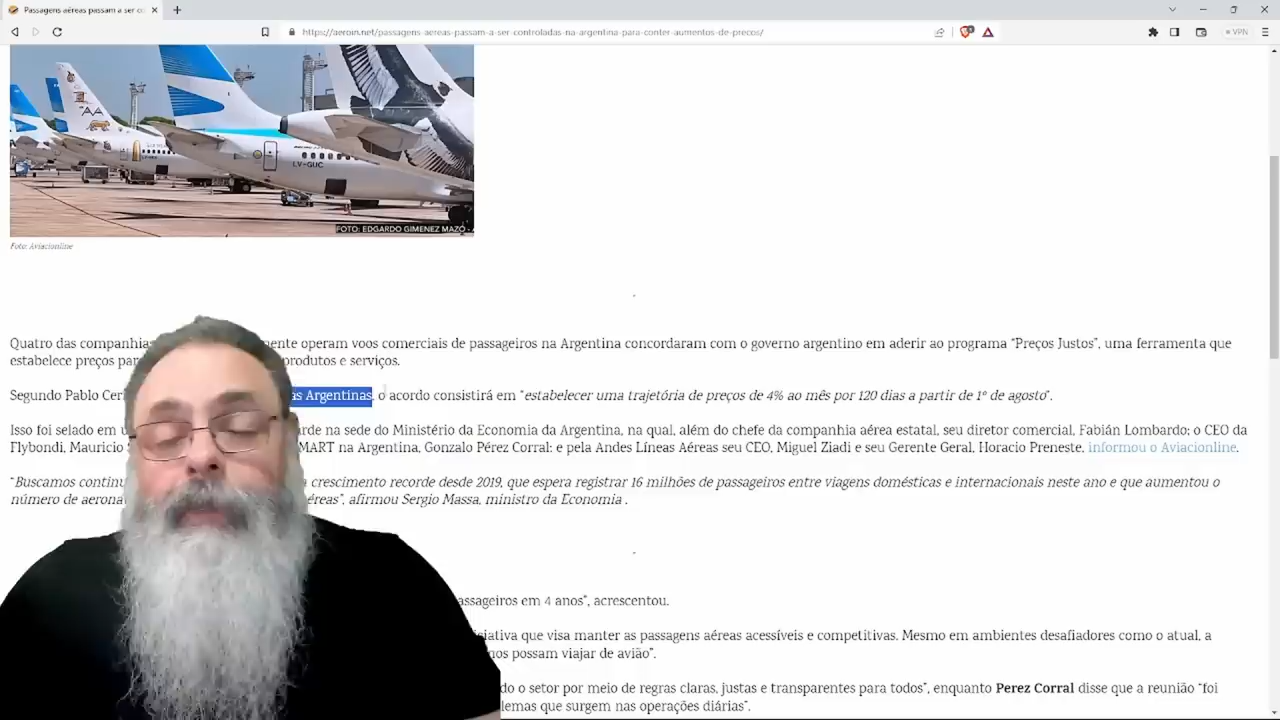 Passagens aéreas passam a ser co
https://aeroin.net/passagens-aereas-passam-a-ser-controladas-na-argentina-para-conter-aumentos-de-precos/
VPN
AA
LV-GUC
FOTO: EDGARDO GIMENEZ MAZÓ - A
Foto: Aviacionline
Quatro das companhia mente operam voos comerciais de passageiros na Argentina concordaram com o governo argentino em aderir ao programa “Preços Justos”, uma ferramenta que
estabelece preços par produtos e serviços.
Segundo Pablo Ceri as Argentinas, o acordo consistirá em “estabelecer uma trajetória de preços de 4% ao mês por 120 dias a partir de 1º de agosto”.
Isso foi selado em u arde na sede do Ministério da Economia da Argentina, na qual, além do chefe da companhia aérea estatal, seu diretor comercial, Fabián Lombardo; o CEO da
Flybondi, Mauricio MART na Argentina, Gonzalo Pérez Corral; e pela Andes Líneas Aéreas seu CEO, Miguel Ziadi e seu Gerente Geral, Horacio Preneste, informou o Aviacionline.
“Buscamos continu a crescimento recorde desde 2019, que espera registrar 16 milhões de passageiros entre viagens domésticas e internacionais neste ano e que aumentou o
número de aerona éreas”, afirmou Sergio Massa, ministro da Economia .
assageiros em 4 anos”, acrescentou.
ciativa que visa manter as passagens aéreas acessíveis e competitivas. Mesmo em ambientes desafiadores como o atual, a
nos possam viajar de avião”.
do o setor por meio de regras claras, justas e transparentes para todos”, enquanto Perez Corral disse que a reunião “foi
lemas que surgem nas operações diárias”.